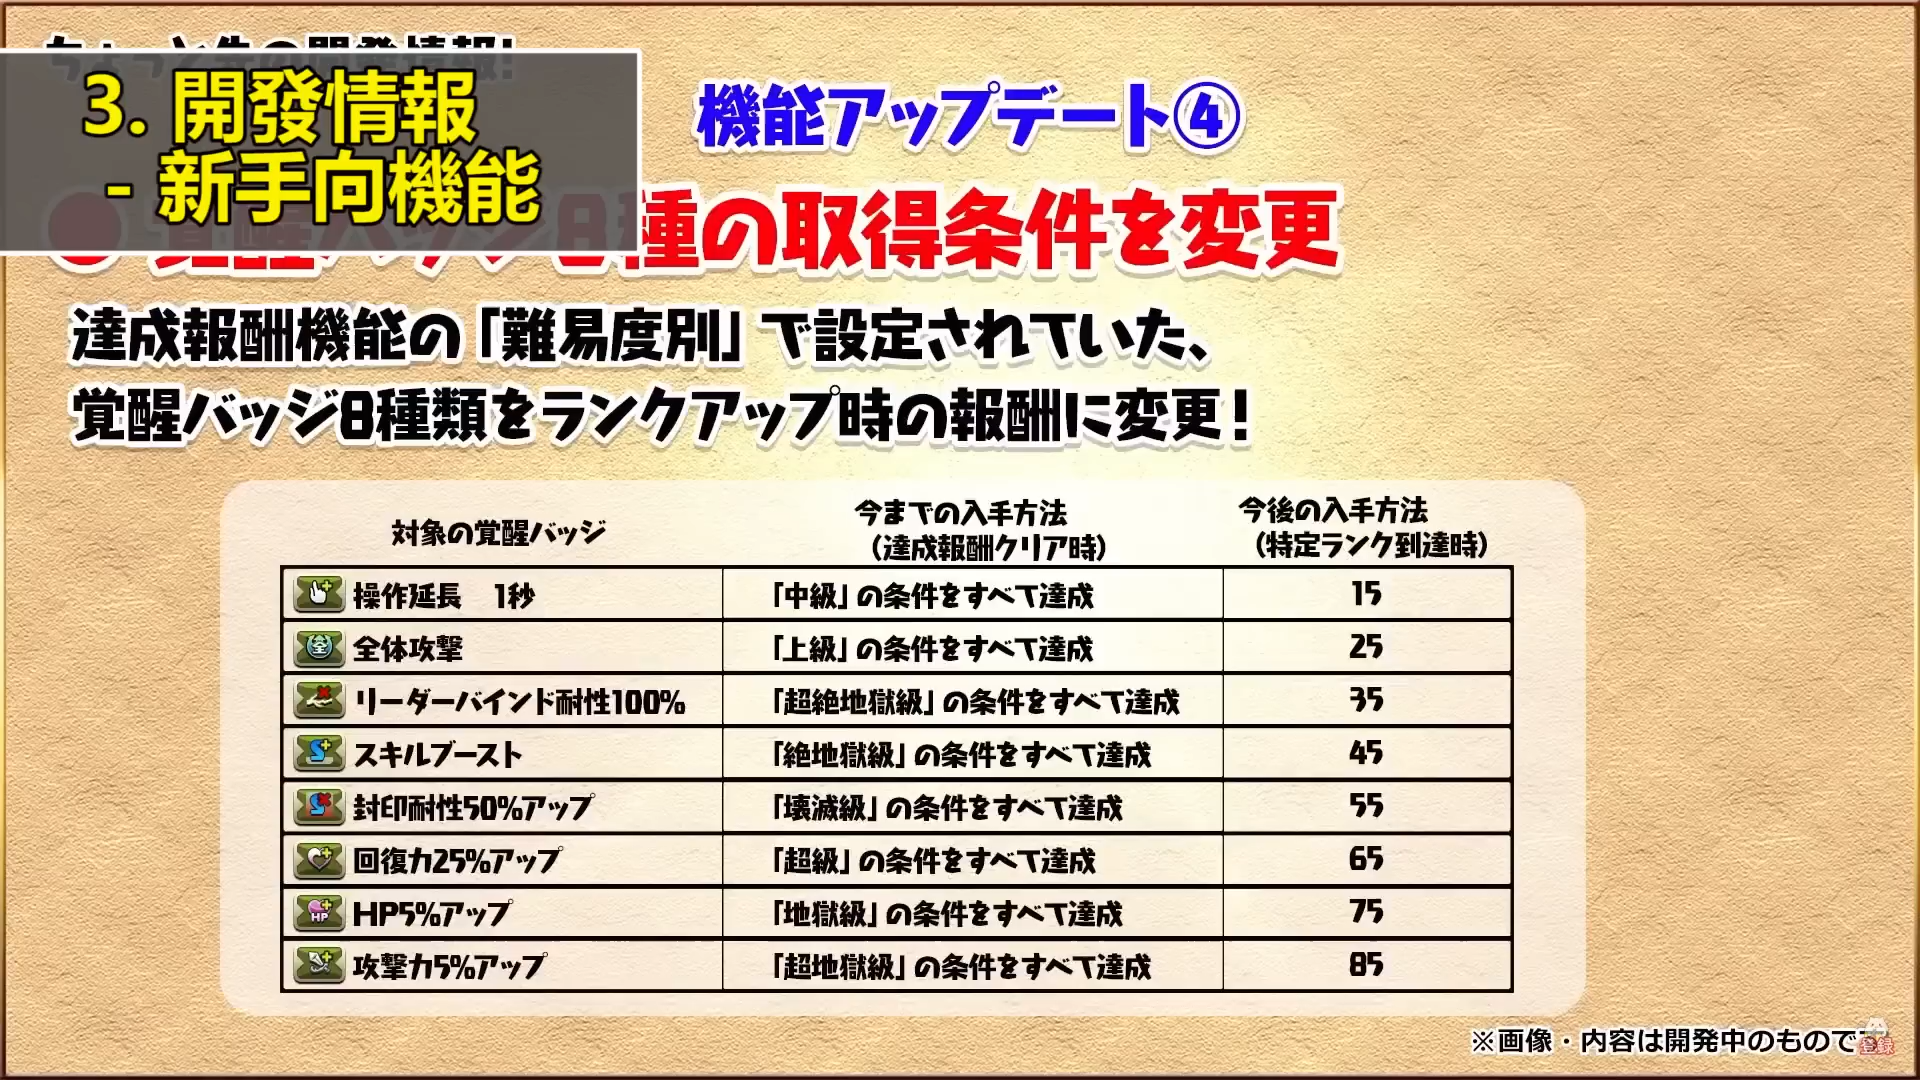 3. 開發情報
- 新手向機能
機能アップデート④
種の取得条件を変更
達成報酬機能の「難易度別」で設定されていた、
覚醒バッジ8種類をランクアップ時の報酬に変更!
対象の覚醒バッジ 今までの入手方法 (達成報酬クリア時) 今後の入手方法 (特定ランク到達時)
操作延長 1秒 「中級」の条件をすべて達成 15
全体攻撃 「上級」の条件をすべて達成 25
リーダーバインド耐性100% 「超絶地獄級」の条件をすべて達成 35
スキルブースト 「絶地獄級」の条件をすべて達成 45
封印耐性50%アップ 「壊滅級」の条件をすべて達成 55
回復力25%アップ 「超級」の条件をすべて達成 65
HP5%アップ 「地獄級」の条件をすべて達成 75
攻撃力5%アップ 「超地獄級」の条件をすべて達成 85
※画像・内容は開発中のもので
登録